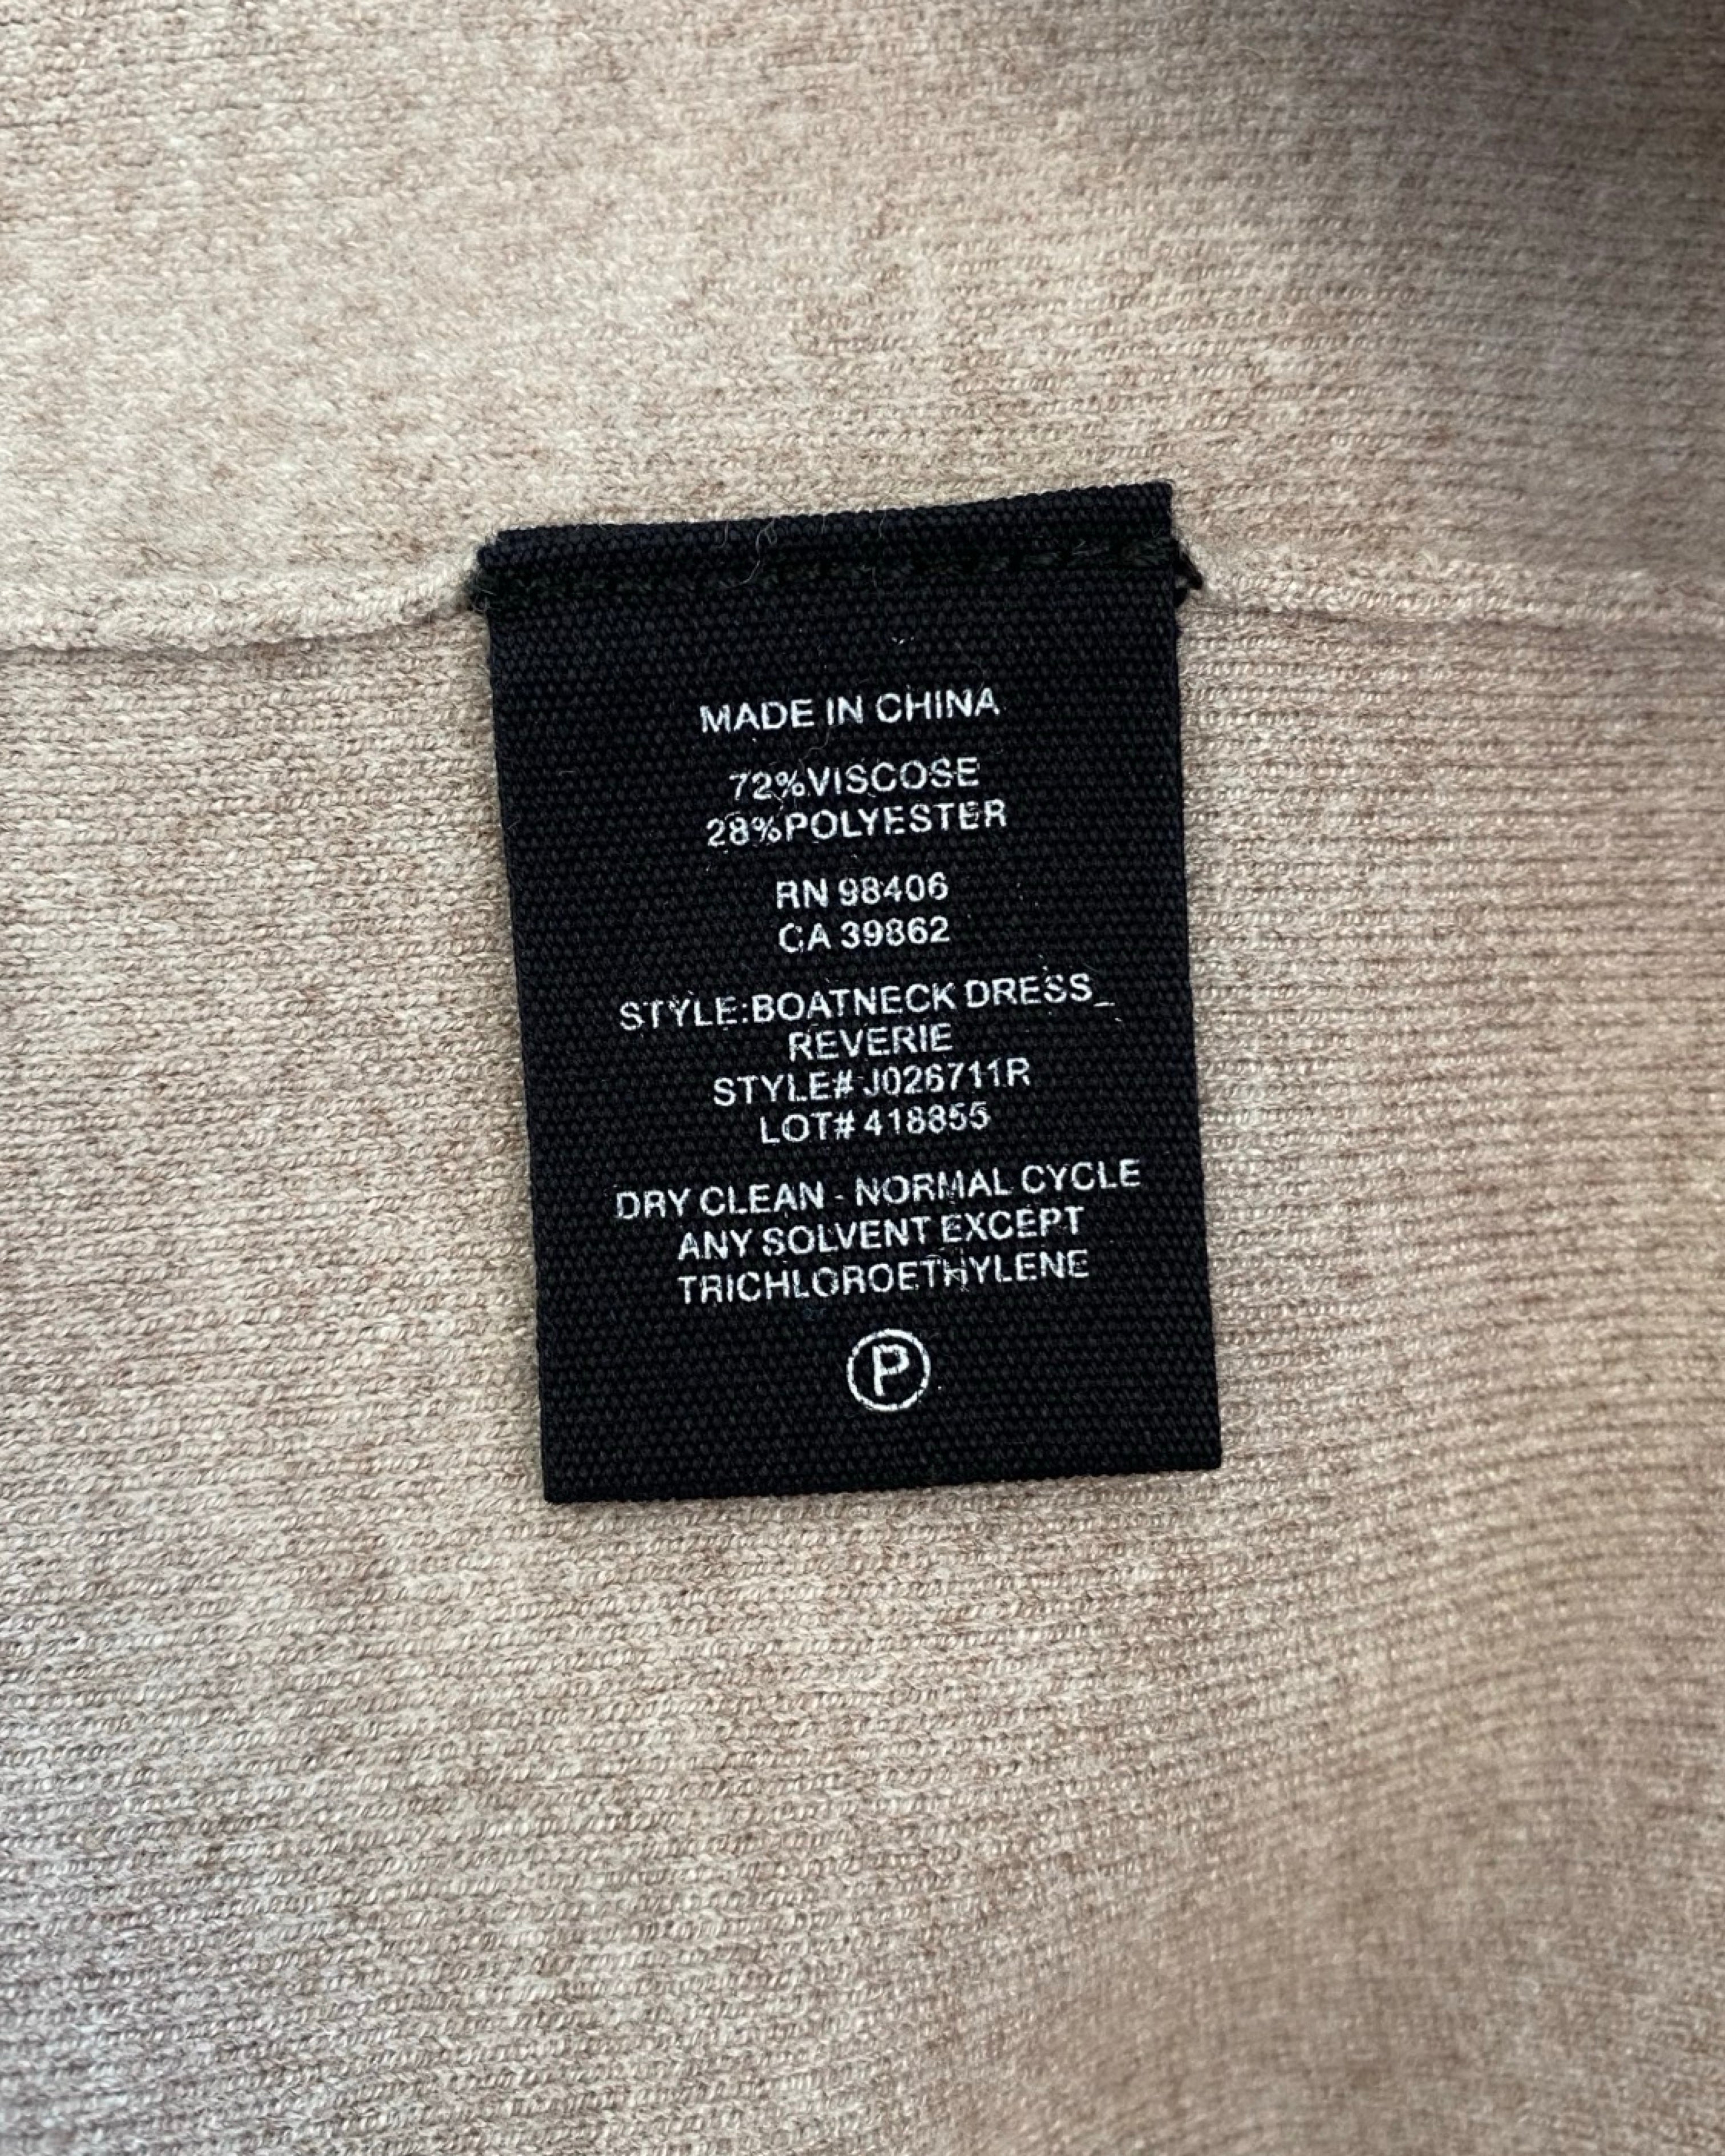 MADE IN CHINA
72%VISCOSE
28%POLYESTER
RN 98406
CA 39862
STYLE:BOATNECK DRESS_
REVERIE
STYLE# J026711R
LOT# 418855
DRY CLEAN - NORMAL CYCLE
ANY SOLVENT EXCEPT
TRICHLOROETHYLENE
P